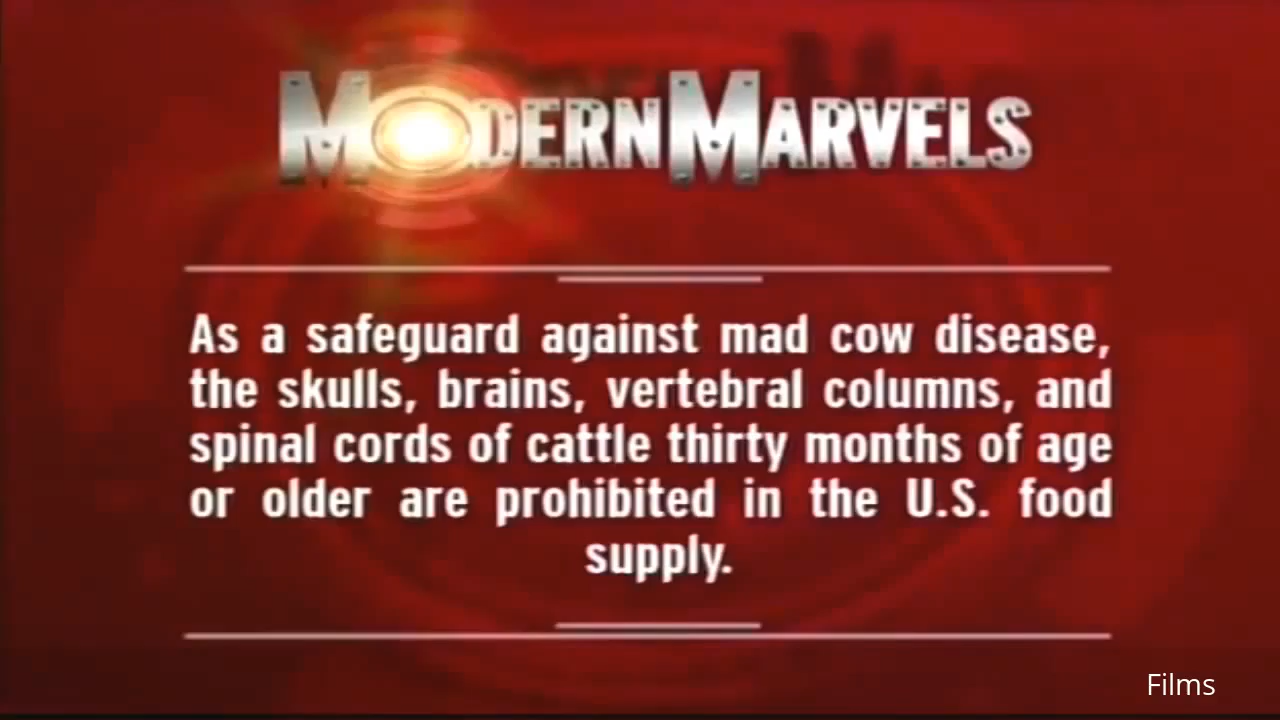 MODERN MARVELS
As a safeguard against mad cow disease,
the skulls, brains, vertebral columns, and
spinal cords of cattle thirty months of age
or older are prohibited in the U.S. food
supply.
Films